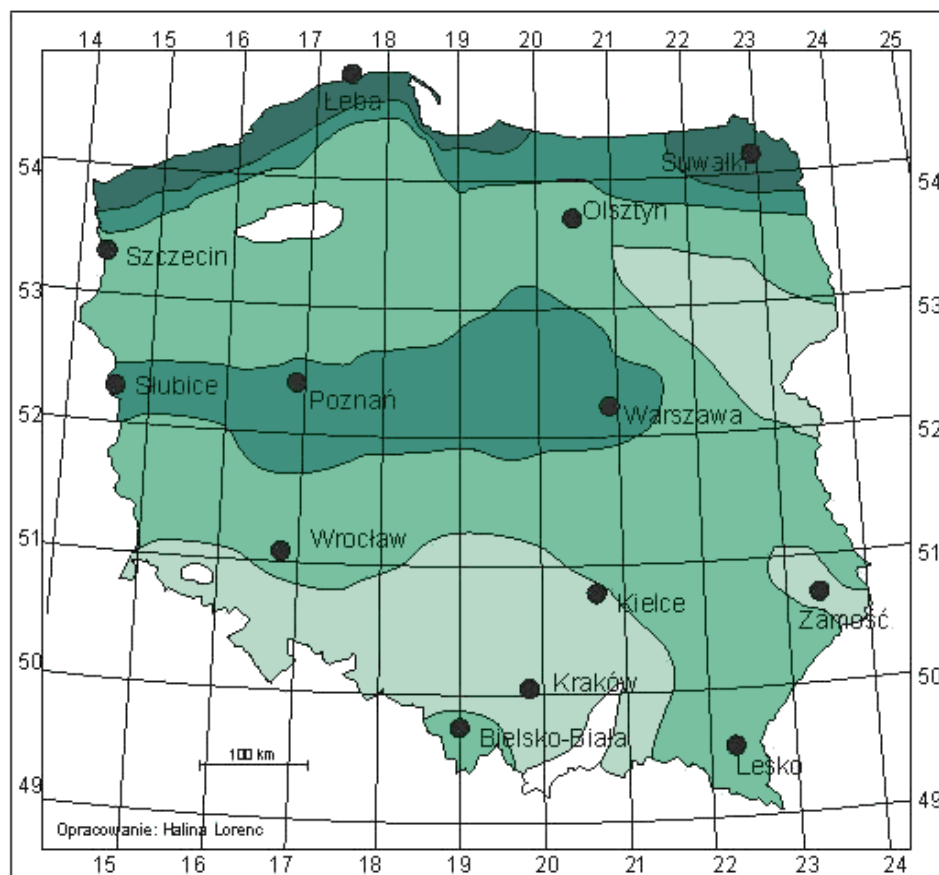 14 15 16 17 18 19 20 21 22 23 24 25
Łeba
54 Suwałki 54
Olsztyn
Szczecin
53 53
Słubice Poznań Warszawa
52 52
51 Wrocław 51
Kielce Zamość
50 Kraków 50
Bielsko-Biała
100 km Lesko
49 49
Opracowanie: Halina Lorenc
15 16 17 18 19 20 21 22 23 24